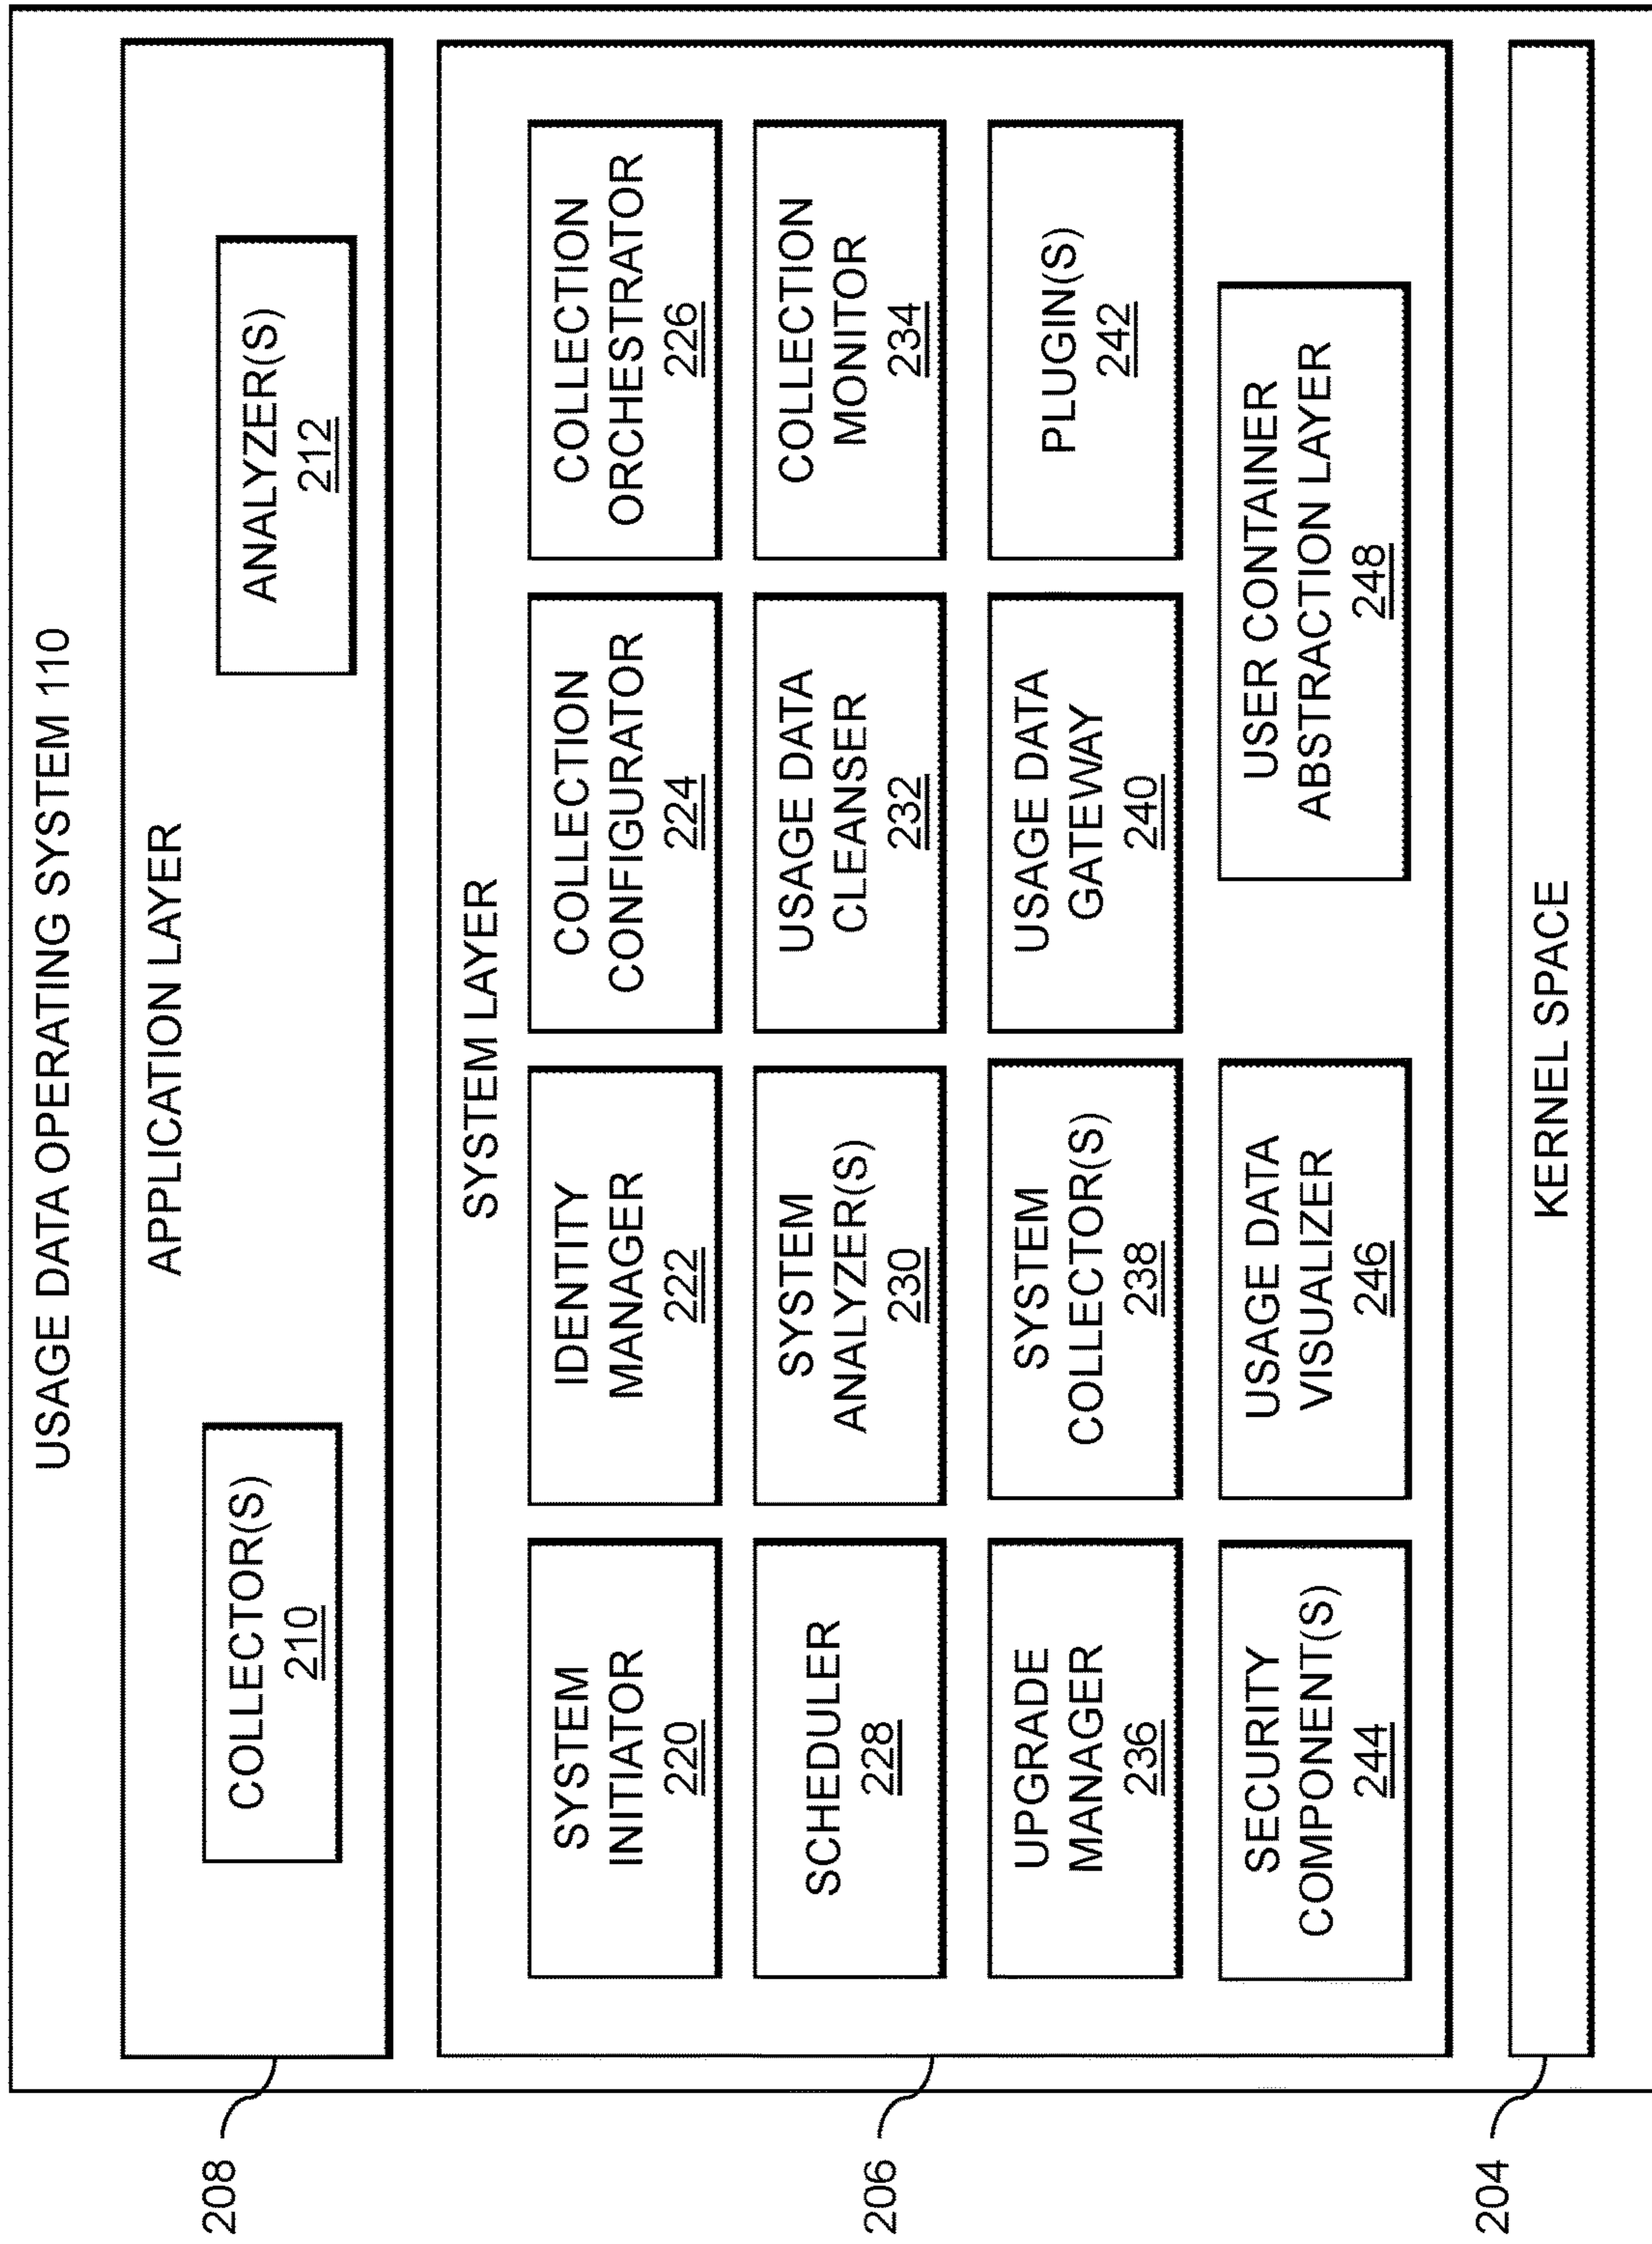 USAGE DATA OPERATING SYSTEM 110
208
APPLICATION LAYER
COLLECTOR(S)
210
ANALYZER(S)
212
206
SYSTEM LAYER
SYSTEM
INITIATOR
220
IDENTITY
MANAGER
222
COLLECTION
CONFIGURATOR
224
COLLECTION
ORCHESTRATOR
226
SCHEDULER
228
SYSTEM
ANALYZER(S)
230
USAGE DATA
CLEANSER
232
COLLECTION
MONITOR
234
UPGRADE
MANAGER
236
SYSTEM
COLLECTOR(S)
238
USAGE DATA
GATEWAY
240
PLUGIN(S)
242
SECURITY
COMPONENT(S)
244
USAGE DATA
VISUALIZER
246
USER CONTAINER
ABSTRACTION LAYER
248
204
KERNEL SPACE